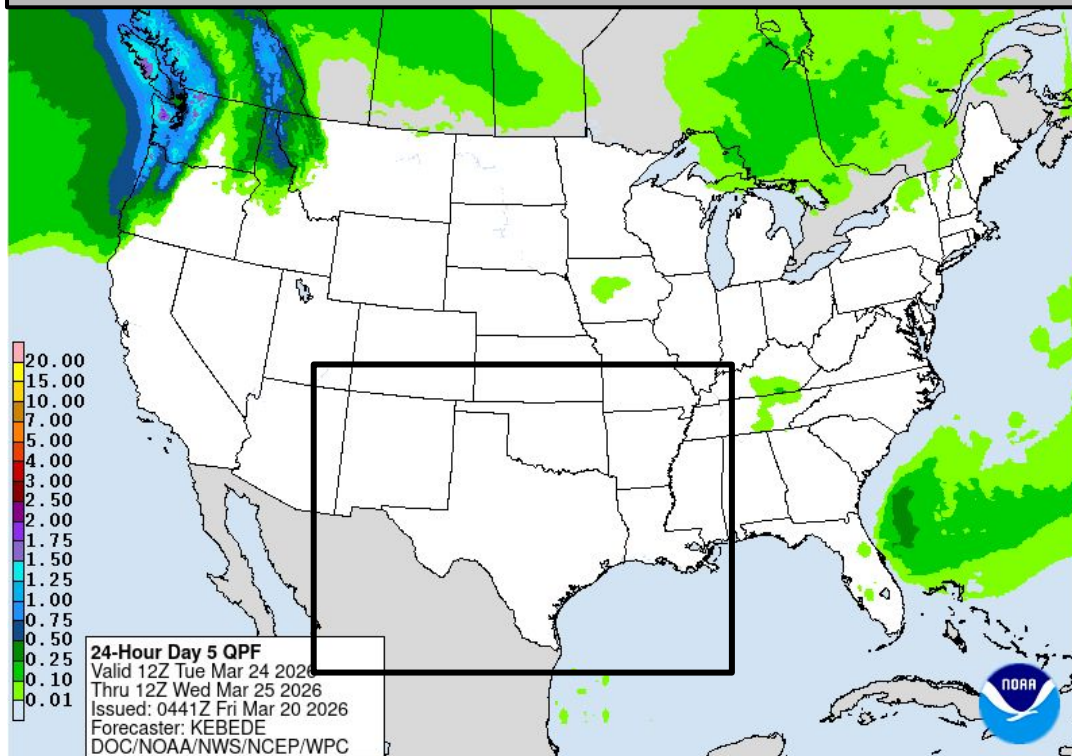 20.00
15.00
10.00
7.00
5.00
4.00
3.00
2.50
2.00
1.75
1.50
1.25
1.00
0.75
0.50
0.25
0.10
0.01
24-Hour Day 5 QPF
Valid 12Z Tue Mar 24 2026
Thru 12Z Wed Mar 25 2026
Issued: 0441Z Fri Mar 20 2026
Forecaster: KEBEDE
DOC/NOAA/NWS/NCEP/WPC
NOAA